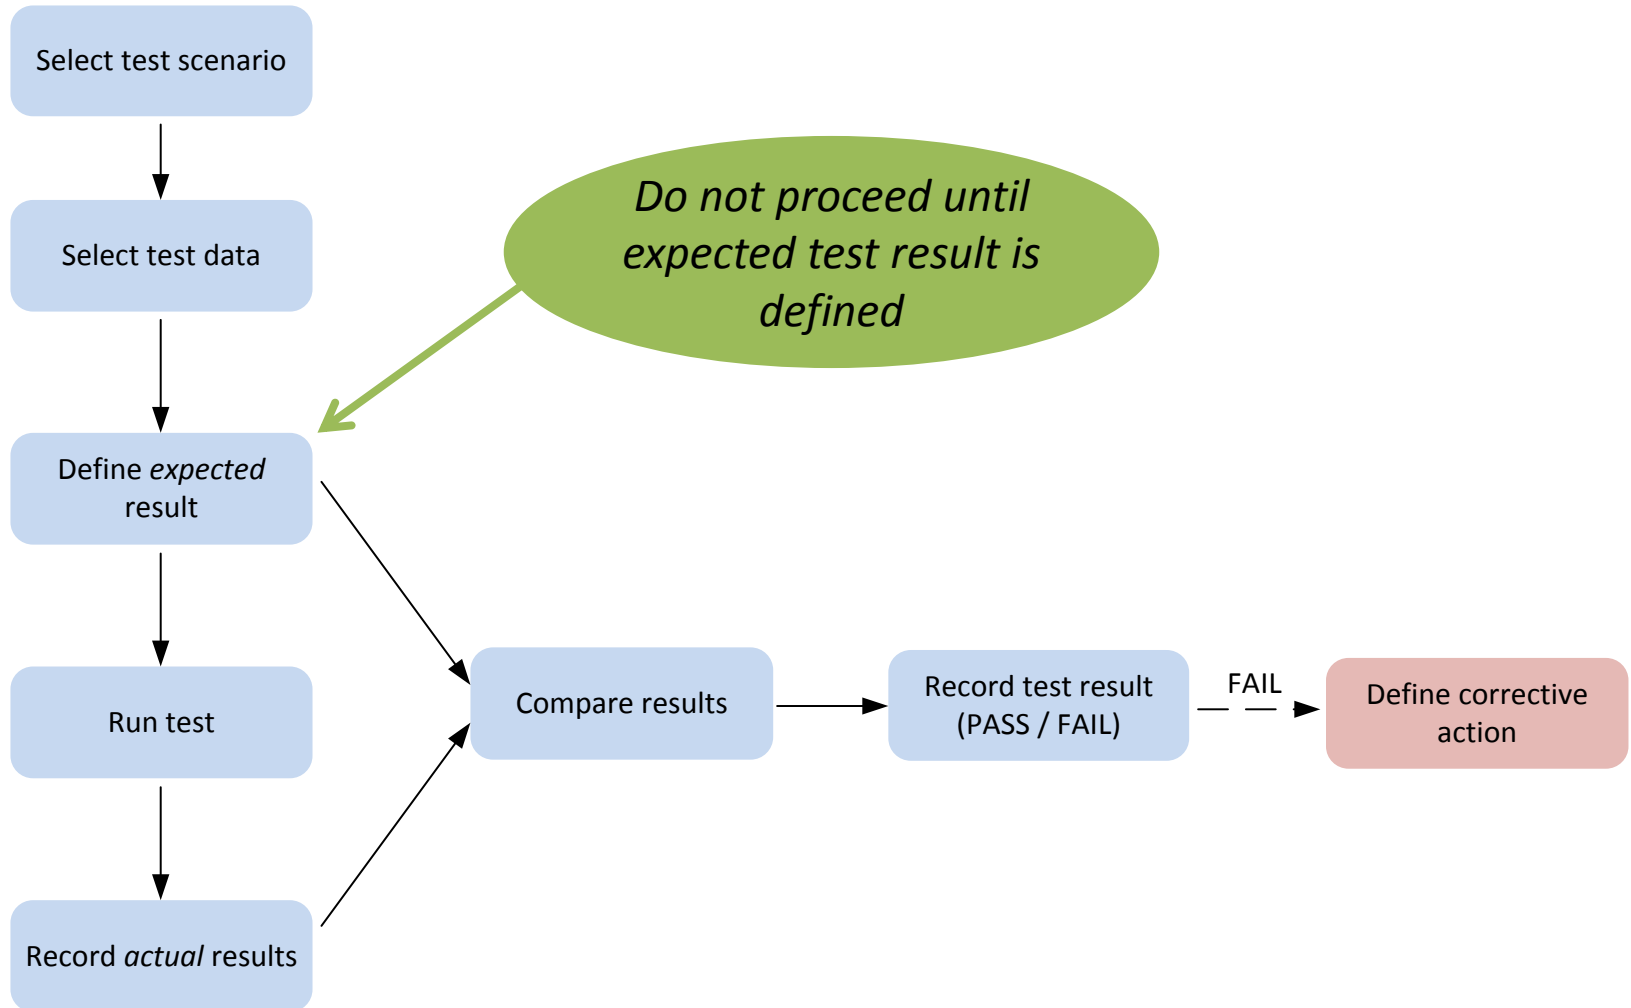 Select test scenario
Select test data
Do not proceed until
expected test result is
defined
Define expected
result
Run test
Record actual results
Compare results
Record test result
(PASS / FAIL)
FAIL
Define corrective
action